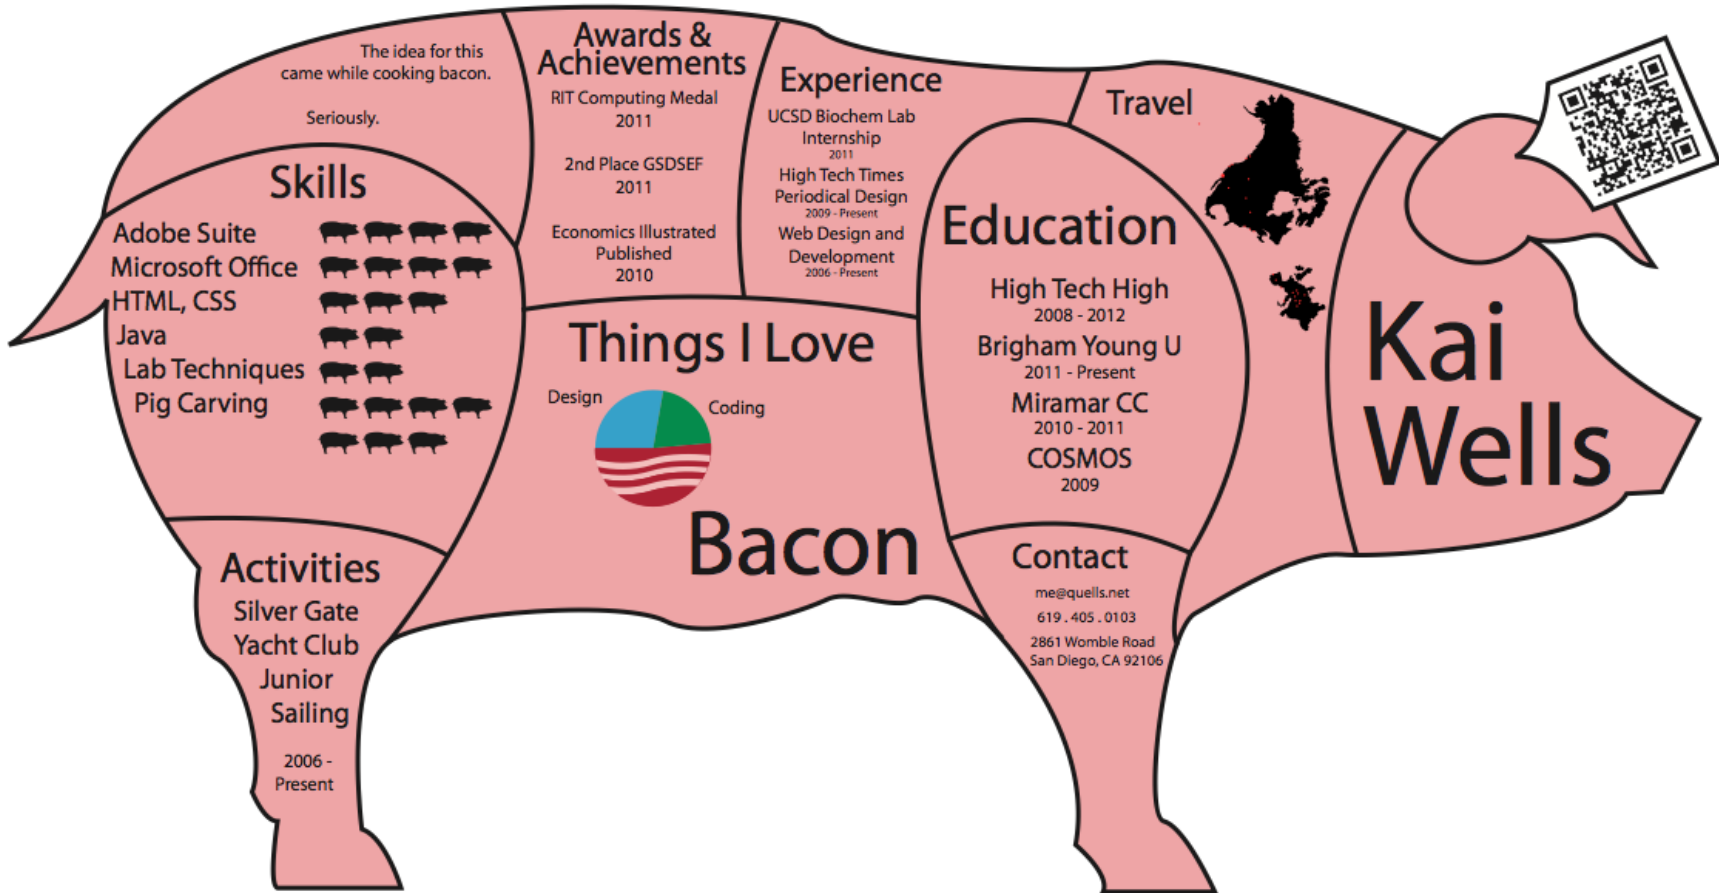 The idea for this
came while cooking bacon.
Seriously.
Skills
Adobe Suite
Microsoft Office
HTML, CSS
Java
Lab Techniques
Pig Carving
Activities
Silver Gate
Yacht Club
Junior
Sailing
2006 -
Present
Awards &
Achievements
RIT Computing Medal
2011
2nd Place GSDSEF
2011
Economics Illustrated
Published
2010
Experience
UCSD Biochem Lab
Internship
2011
High Tech Times
Periodical Design
2009 - Present
Web Design and
Development
2006 - Present
Things I Love
Design
Coding
Bacon
Education
High Tech High
2008 - 2012
Brigham Young U
2011 - Present
Miramar CC
2010 - 2011
COSMOS
2009
Contact
me@quells.net
619 . 405 . 0103
2861 Womble Road
San Diego, CA 92106
Travel
Kai
Wells